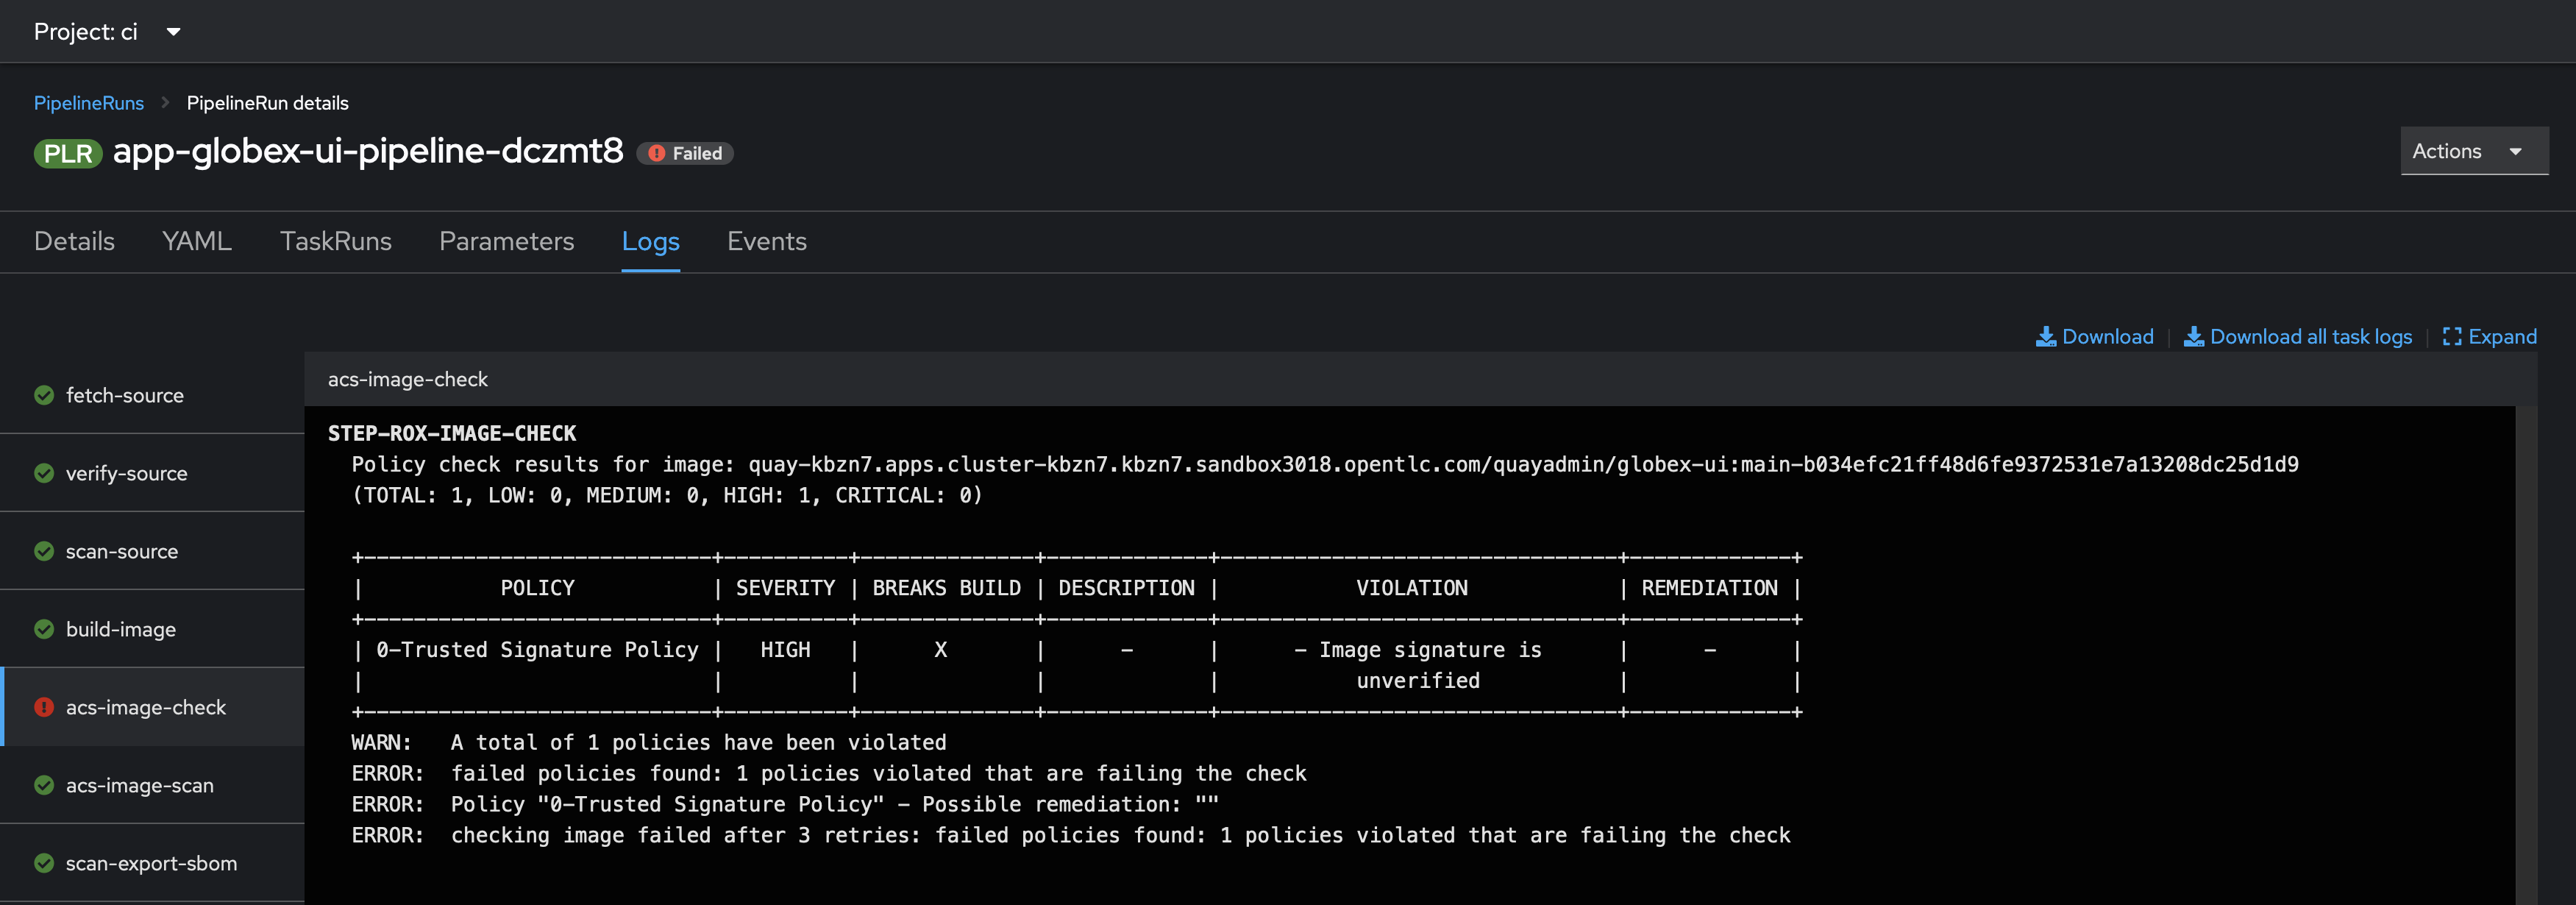 Project: ci
PipelineRuns > PipelineRun details
PLR app-globex-ui-pipeline-dczmt8 Failed
Actions
Details YAML TaskRuns Parameters Logs Events
Download | Download all task logs | Expand
fetch-source
verify-source
scan-source
build-image
acs-image-check
acs-image-scan
scan-export-sbom
acs-image-check
STEP-ROX-IMAGE-CHECK
Policy check results for image: quay-kbzn7.apps.cluster-kbzn7.kbzn7.sandbox3018.opentlc.com/quayadmin/globex-ui:main-b034efc21ff48d6fe9372531e7a13208dc25d1d9
(TOTAL: 1, LOW: 0, MEDIUM: 0, HIGH: 1, CRITICAL: 0)
+----------------------------+----------+--------------+-------------+--------------------------------+-------------+
| POLICY | SEVERITY | BREAKS BUILD | DESCRIPTION | VIOLATION | REMEDIATION |
+----------------------------+----------+--------------+-------------+--------------------------------+-------------+
| 0-Trusted Signature Policy | HIGH | X | - | - Image signature is | - |
| | | | | unverified | |
+----------------------------+----------+--------------+-------------+--------------------------------+-------------+
WARN: A total of 1 policies have been violated
ERROR: failed policies found: 1 policies violated that are failing the check
ERROR: Policy "0-Trusted Signature Policy" - Possible remediation: ""
ERROR: checking image failed after 3 retries: failed policies found: 1 policies violated that are failing the check